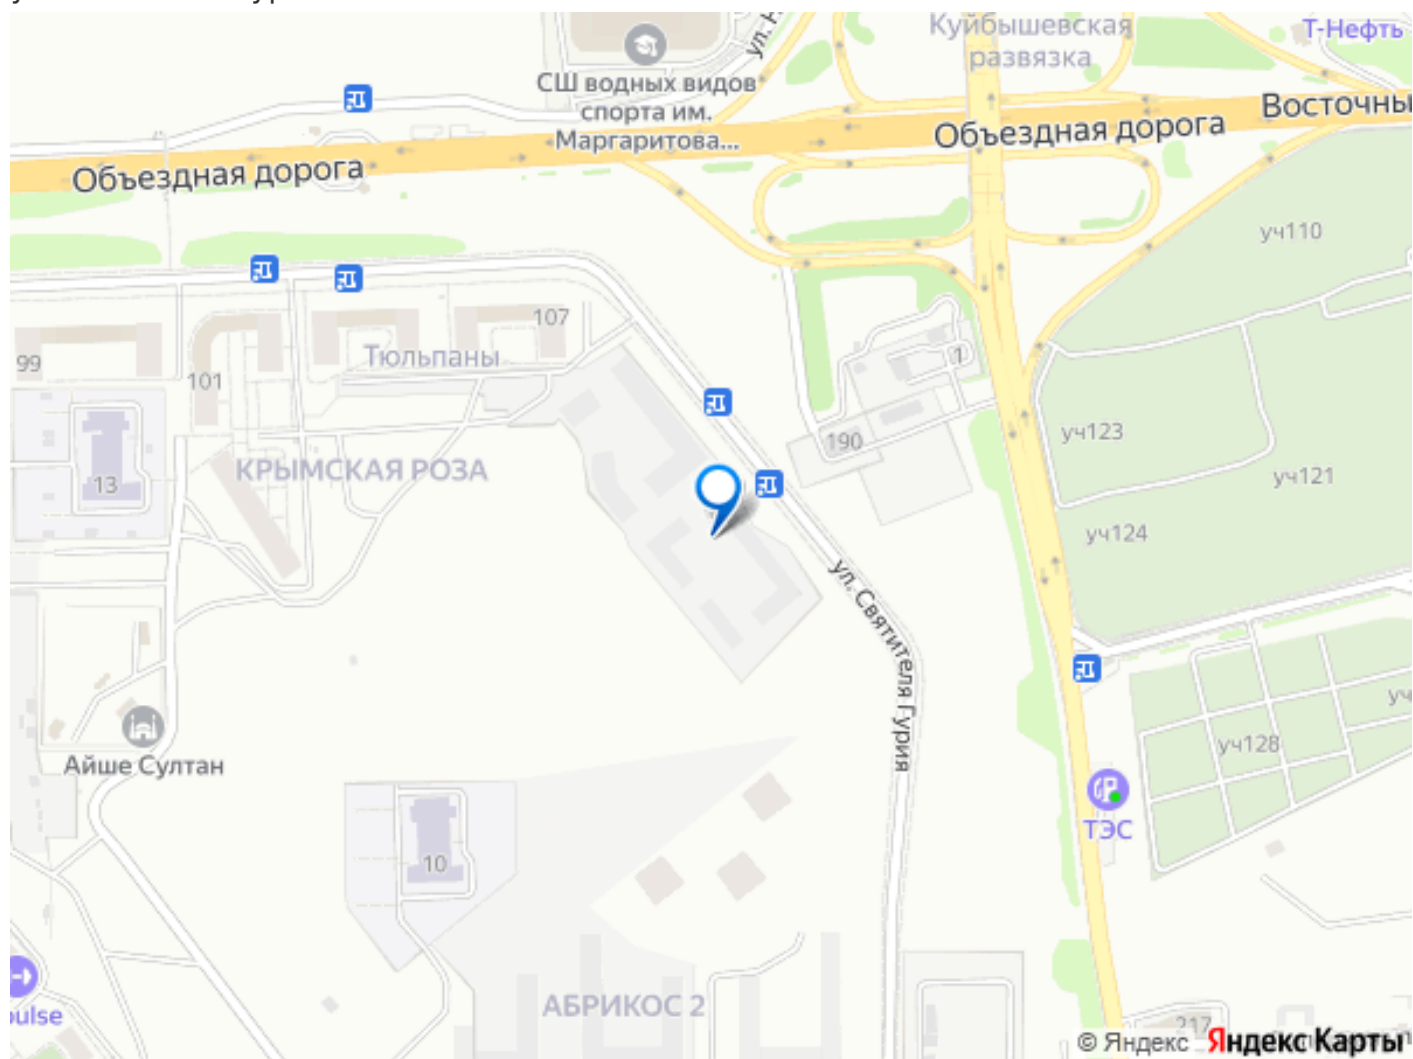 Куйбышевская
развязка
Т-Нефть
ул.
СШ водных видов
спорта им.
Маргаритова...
Восточны
Объездная дорога
Объездная дорога
уч110
107
99
Тюльпаны
101
1
190
уч123
КРЫМСКАЯ РОЗА
13
уч121
уч124
ул. Святителя Гурия
уч128
уч
Айше Султан
ТЭС
10
АБРИКОС 2
ulse
217
© Яндекс Яндекс Карты